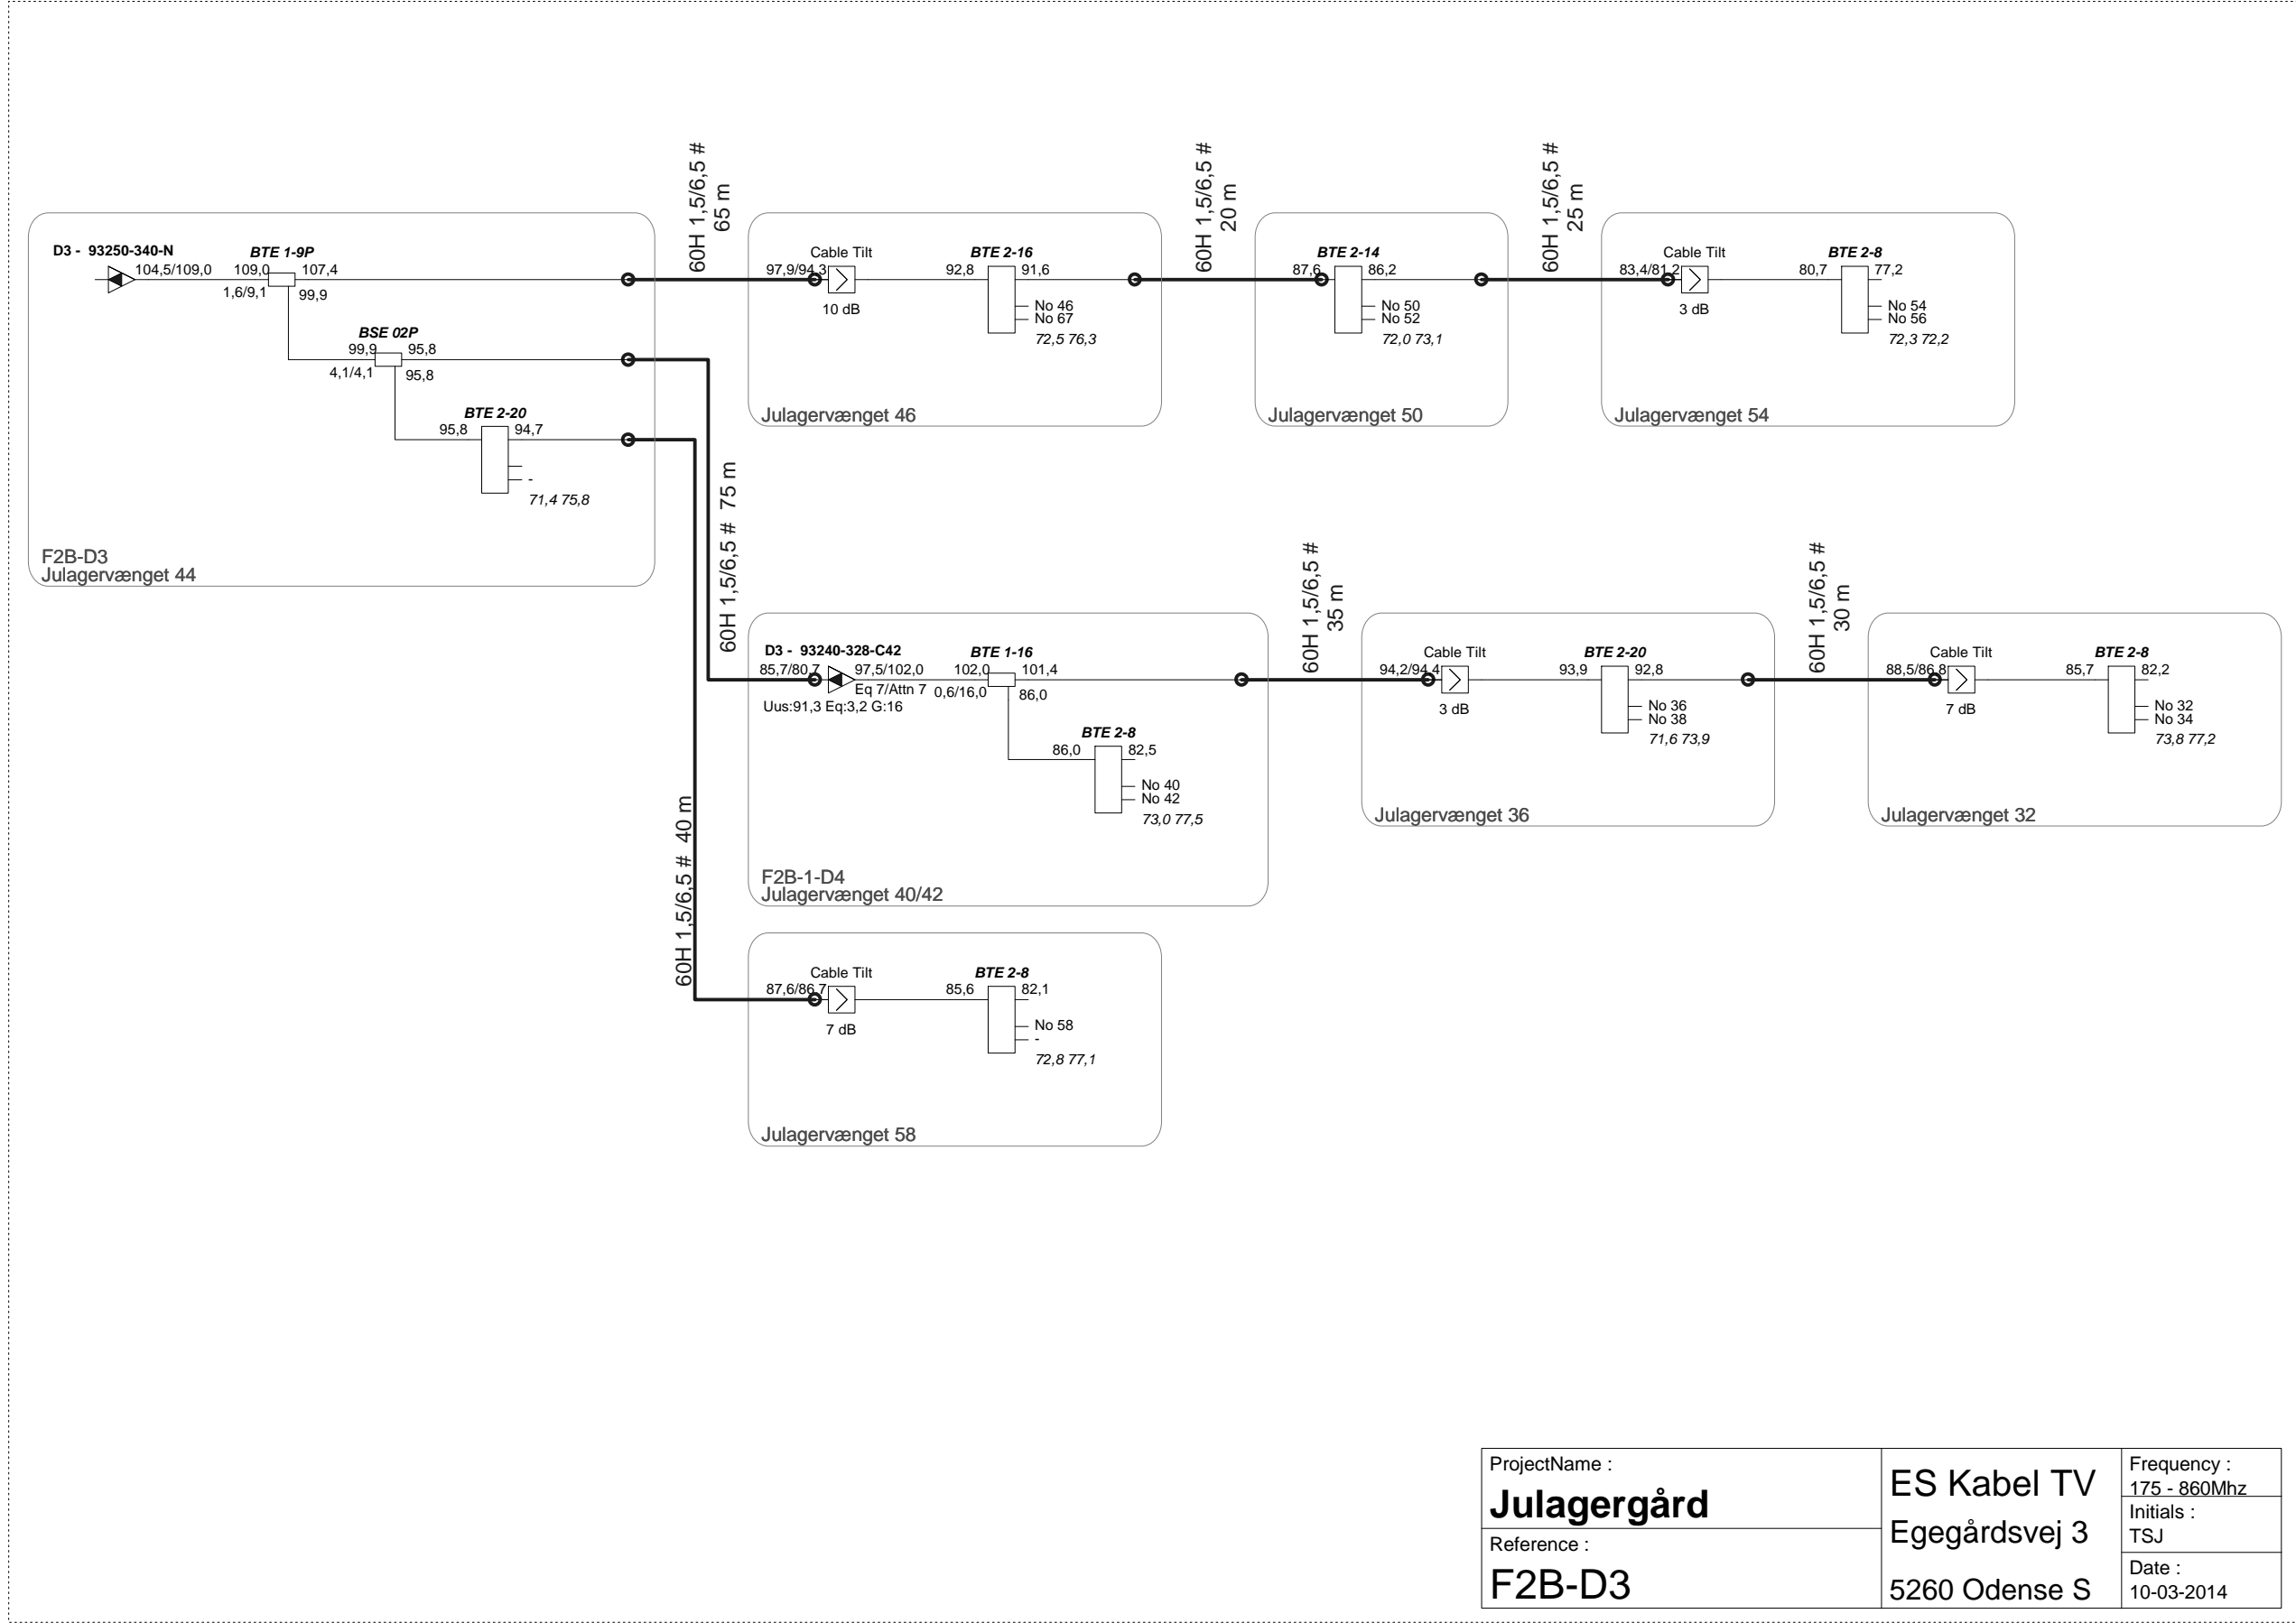 60H 1,5/6,5 #
65 m
60H 1,5/6,5 #
20 m
60H 1,5/6,5 #
25 m
D3 - 93250-340-N
104,5/109,0
BTE 1-9P
109,0
107,4
1,6/9,1
99,9
BSE 02P
99,9
95,8
4,1/4,1
95,8
BTE 2-20
95,8
94,7
-
71,4 75,8
F2B-D3
Julagervænget 44
Cable Tilt
97,9/94,3
10 dB
BTE 2-16
92,8
91,6
No 46
No 67
72,5 76,3
Julagervænget 46
BTE 2-14
87,6
86,2
No 50
No 52
72,0 73,1
Julagervænget 50
Cable Tilt
83,4/81,2
3 dB
BTE 2-8
80,7
77,2
No 54
No 56
72,3 72,2
Julagervænget 54
60H 1,5/6,5 # 75 m
60H 1,5/6,5 #
35 m
60H 1,5/6,5 #
30 m
D3 - 93240-328-C42
85,7/80,7
97,5/102,0
Eq 7/Attn 7
Uus:91,3 Eq:3,2 G:16
BTE 1-16
102,0
101,4
0,6/16,0
86,0
BTE 2-8
86,0
82,5
No 40
No 42
73,0 77,5
F2B-1-D4
Julagervænget 40/42
Cable Tilt
94,2/94,4
3 dB
BTE 2-20
93,9
92,8
No 36
No 38
71,6 73,9
Julagervænget 36
Cable Tilt
88,5/86,8
7 dB
BTE 2-8
85,7
82,2
No 32
No 34
73,8 77,2
Julagervænget 32
60H 1,5/6,5 # 40 m
Cable Tilt
87,6/86,7
7 dB
BTE 2-8
85,6
82,1
No 58
-
72,8 77,1
Julagervænget 58
ProjectName :
Julagergård
Reference :
F2B-D3
ES Kabel TV
Egegårdsvej 3
5260 Odense S
Frequency :
175 - 860Mhz
Initials :
TSJ
Date :
10-03-2014